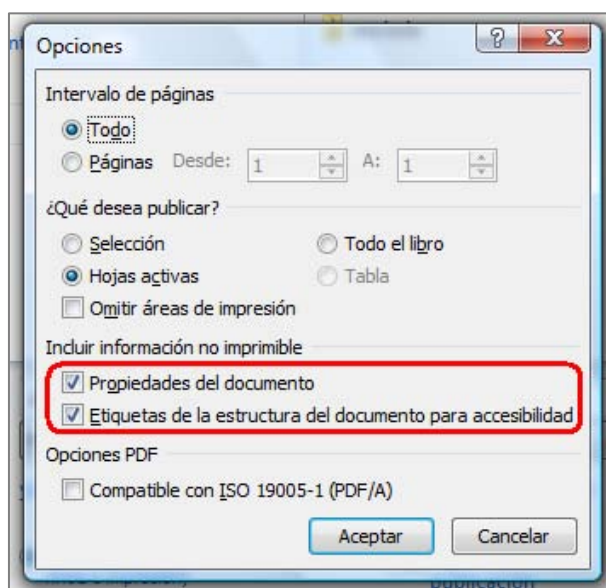 Opciones
Intervalo de páginas
Todo
Páginas Desde: 1 A: 1
¿Qué desea publicar?
Selección Todo el libro
Hojas activas Tabla
Omitir áreas de impresión
Incluir información no imprimible
Propiedades del documento
Etiquetas de la estructura del documento para accesibilidad
Opciones PDF
Compatible con ISO 19005-1 (PDF/A)
Aceptar Cancelar